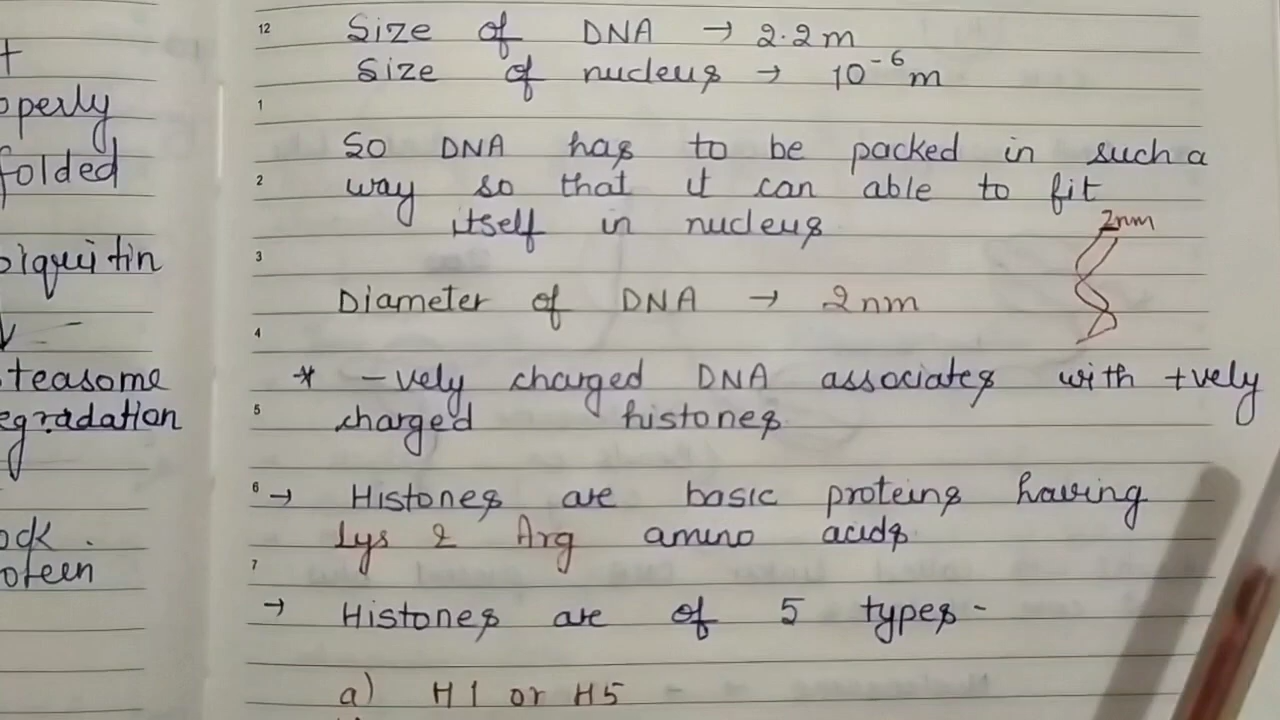 t
operly
folded
biquitin
teasome
egradation
ock.
otein
12
Size of DNA → 2.2m
Size of nucleus → 10⁻⁶m
1
So DNA has to be packed in such a
2
way so that it can able to fit
itself in nucleus
2nm
3
Diameter of DNA → 2nm
4
* -vely charged DNA associates with +vely
5
charged histones
6
→ Histones are basic proteins having
Lys & Arg amino acids
7
→ Histones are of 5 types -
a) H1 or H5